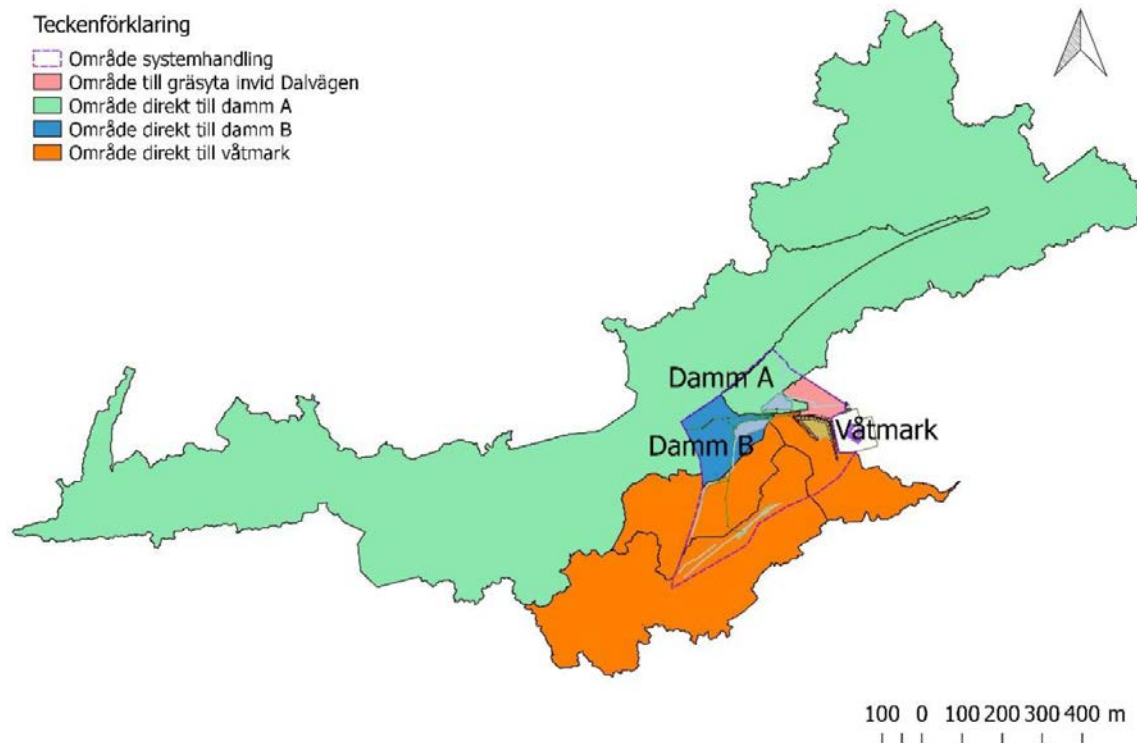 Teckenförklaring
Område systemhandling
Område till gräsyta invid Dalvägen
Område direkt till damm A
Område direkt till damm B
Område direkt till våtmark
Damm A
Våtmark
Damm B
100 0 100 200 300 400 m